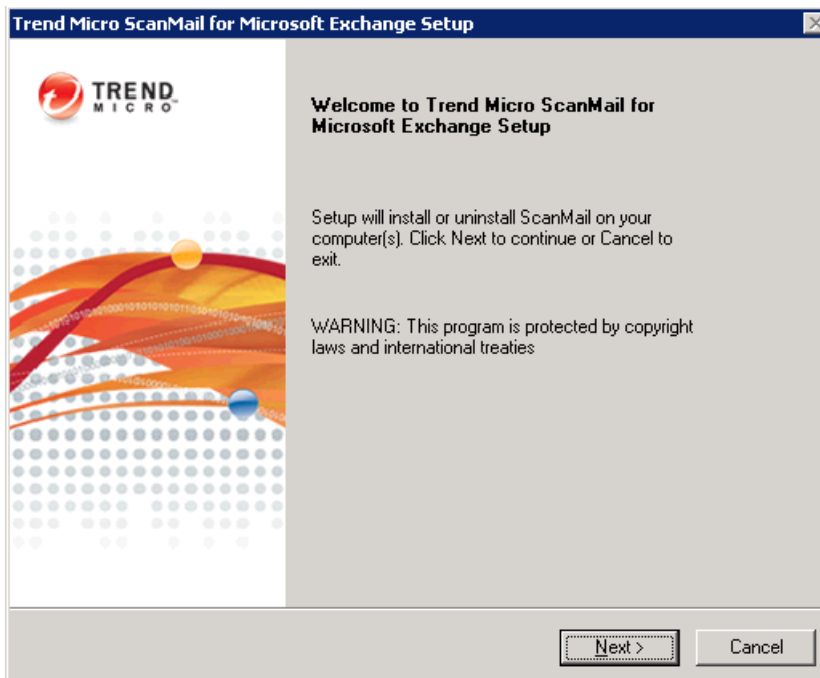 Trend Micro ScanMail for Microsoft Exchange Setup
TREND
MICRO™
Welcome to Trend Micro ScanMail for
Microsoft Exchange Setup
Setup will install or uninstall ScanMail on your
computer(s). Click Next to continue or Cancel to
exit.
WARNING: This program is protected by copyright
laws and international treaties
Next >
Cancel